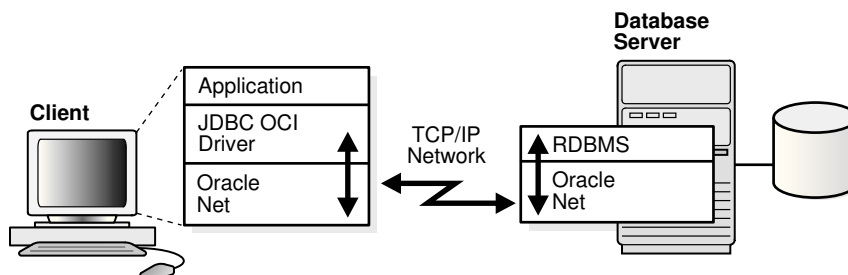 Database
Server
Client
Application
JDBC OCI
Driver
Oracle
Net
TCP/IP
Network
RDBMS
Oracle
Net